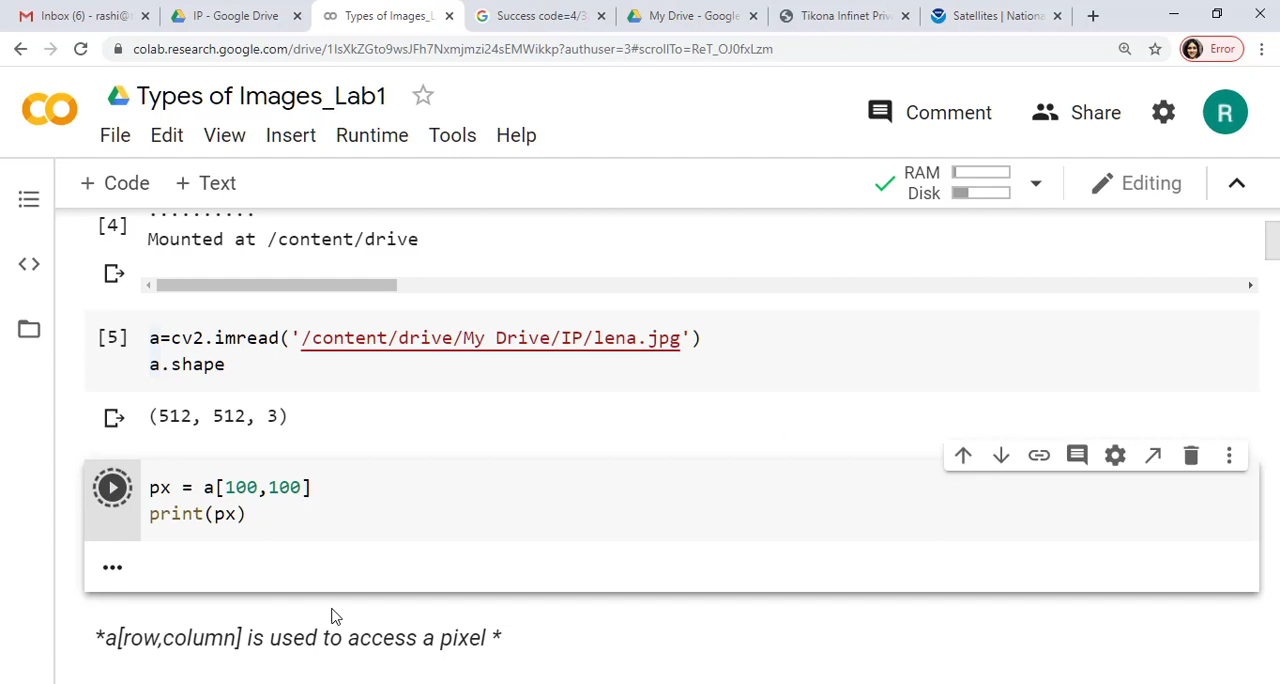 Inbox (6) - rashi@
IP - Google Drive
Types of Images_L
Success code=4/3
My Drive - Google
Tikona Infinet Priv
Satellites | Nationa
colab.research.google.com/drive/1IsXkZGto9wsJFh7Nxmjmzi24sEMWikkp?authuser=3#scrollTo=ReT_OJ0fxLzm
Error
Types of Images_Lab1
Comment
Share
R
File Edit View Insert Runtime Tools Help
+ Code + Text
RAM
Disk
Editing
[4]
Mounted at /content/drive
[5] a=cv2.imread('/content/drive/My Drive/IP/lena.jpg')
a.shape
(512, 512, 3)
px = a[100,100]
print(px)
*a[row,column] is used to access a pixel *